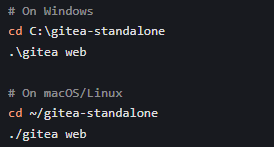 # On Windows
cd C:\gitea-standalone
.\gitea web
# On macOS/Linux
cd ~/gitea-standalone
./gitea web